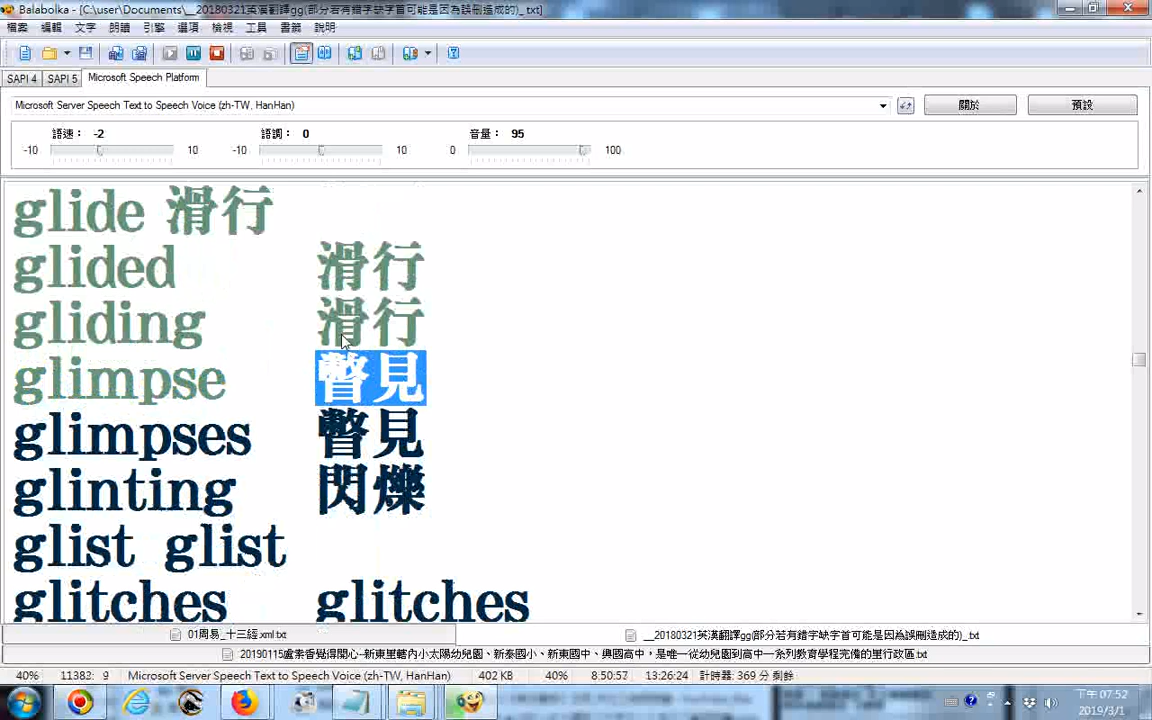 Balabolka - [C:\user\Documents\__20180321英漢翻譯gg(部分若有錯字缺字首可能是因為誤刪造成的)_.txt]
檔案 編輯 文字 朗讀 引擎 選項 檢視 工具 書籤 說明
SAPI 4 SAPI 5 Microsoft Speech Platform
Microsoft Server Speech Text to Speech Voice (zh-TW, HanHan) 關於 預設
語速： -2 語調： 0 音量： 95
-10 10 -10 10 0 100
glide 滑行
glided 滑行
gliding 滑行
glimpse 瞥見
glimpses 瞥見
glinting 閃爍
glist glist
glitches glitches
01周易_十三經.xml.txt __20180321英漢翻譯gg(部分若有錯字缺字首可能是因為誤刪造成的)_.txt
20190115盧素香覺得開心-新東里轄內小太陽幼兒園、新泰國小、新東國中、興國高中，是唯一從幼兒園到高中一系列教育學程完備的里行政區.txt
40% 11382: 9 Microsoft Server Speech Text to Speech Voice (zh-TW, HanHan) 402 KB 40% 8:50:57 13:26:24 計時器: 369 分 剩餘
下午 07:52
2019/3/1